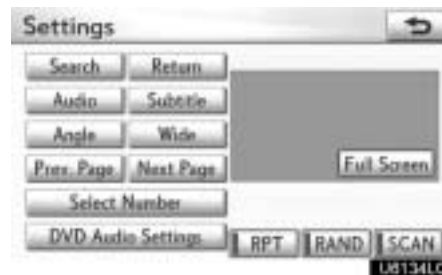 Settings
Search Return
Audio Subtitle
Angle Wide
Prev. Page Next Page
Full Screen
Select Number
DVD Audio Settings
RPT RAND SCAN